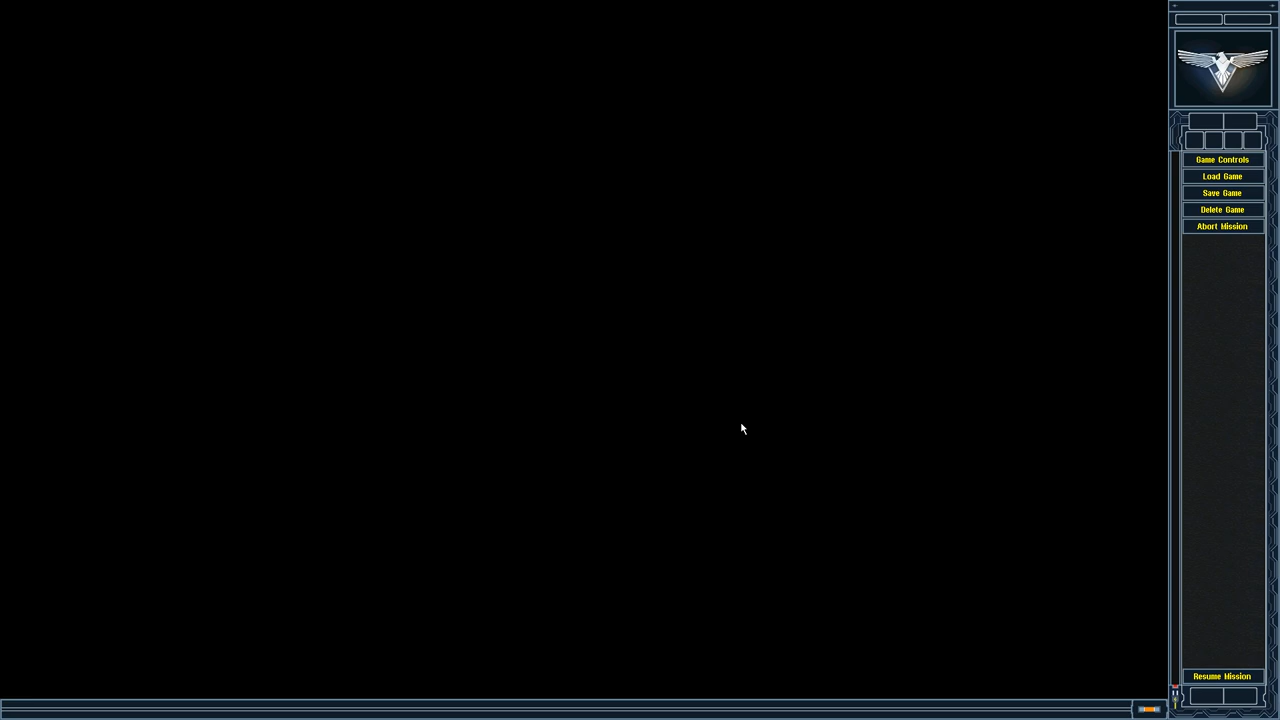 Game Controls
Load Game
Save Game
Delete Game
Abort Mission
Resume Mission